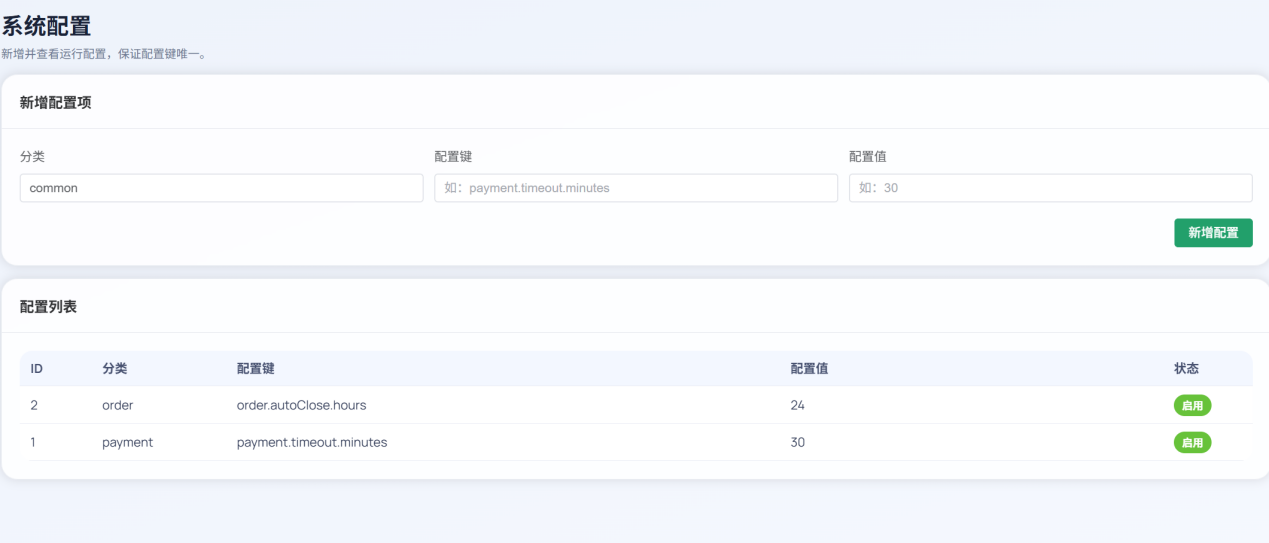 系统配置
新增并查看运行配置，保证配置键唯一。
新增配置项
分类 配置键 配置值
common 如：payment.timeout.minutes 如：30
新增配置
配置列表
ID 分类 配置键 配置值 状态
2 order order.autoClose.hours 24 启用
1 payment payment.timeout.minutes 30 启用